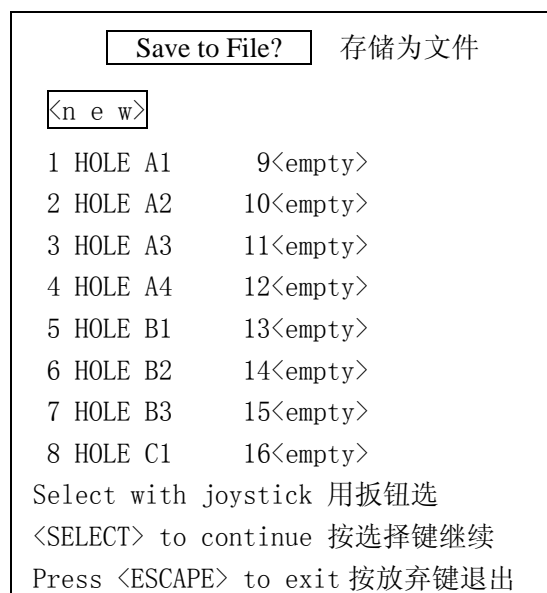 Save to File? 存储为文件
<n e w>
1 HOLE A1 9<empty>
2 HOLE A2 10<empty>
3 HOLE A3 11<empty>
4 HOLE A4 12<empty>
5 HOLE B1 13<empty>
6 HOLE B2 14<empty>
7 HOLE B3 15<empty>
8 HOLE C1 16<empty>
Select with joystick 用扳钮选
<SELECT> to continue 按选择键继续
Press <ESCAPE> to exit 按放弃键退出